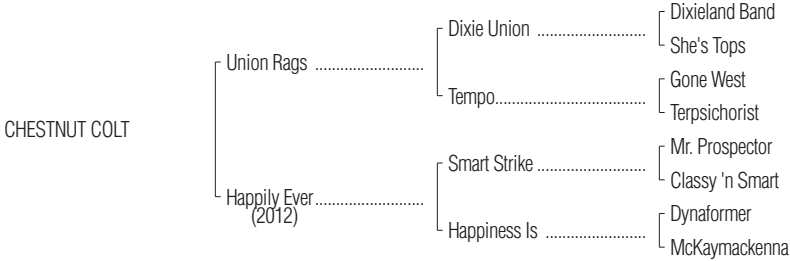 Dixieland Band
Dixie Union ..........................
She's Tops
Union Rags ..........................
Gone West
Tempo....................................
Terpsichorist
CHESTNUT COLT
Mr. Prospector
Smart Strike ..........................
Classy 'n Smart
Happily Ever..........................
(2012)
Dynaformer
Happiness Is ........................
McKaymackenna